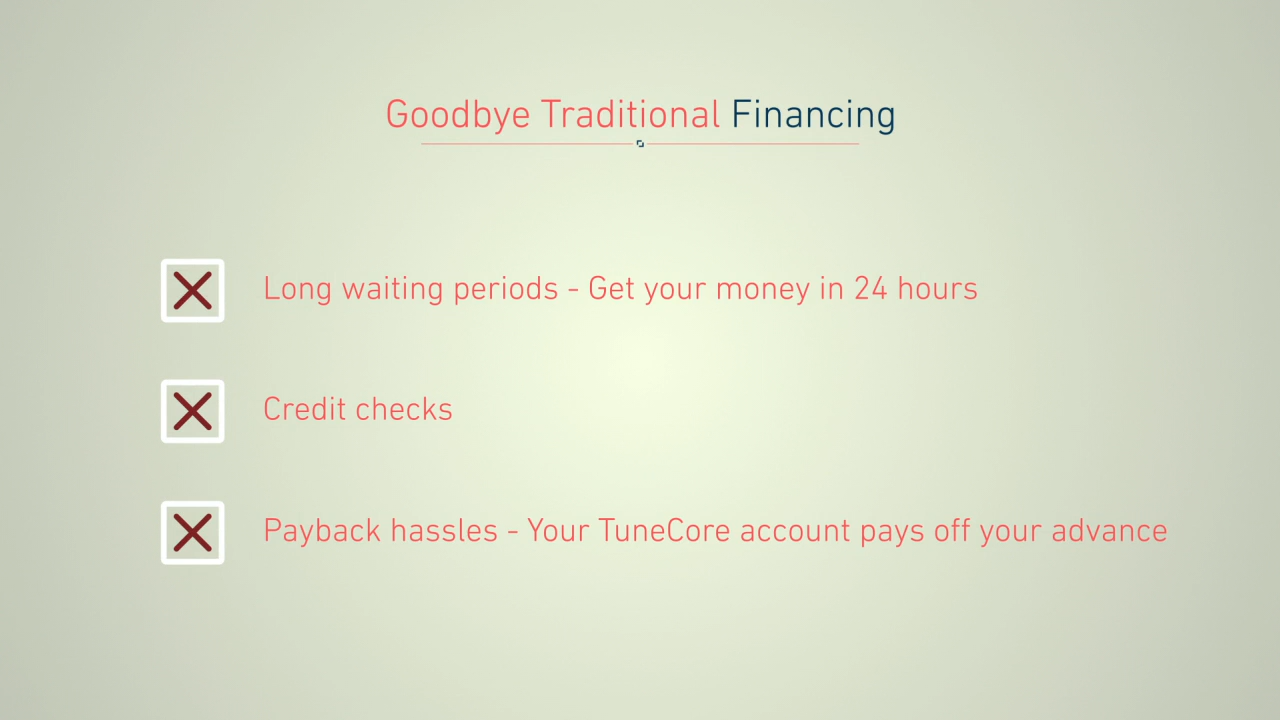 Goodbye Traditional Financing
Long waiting periods - Get your money in 24 hours
Credit checks
Payback hassles - Your TuneCore account pays off your advance